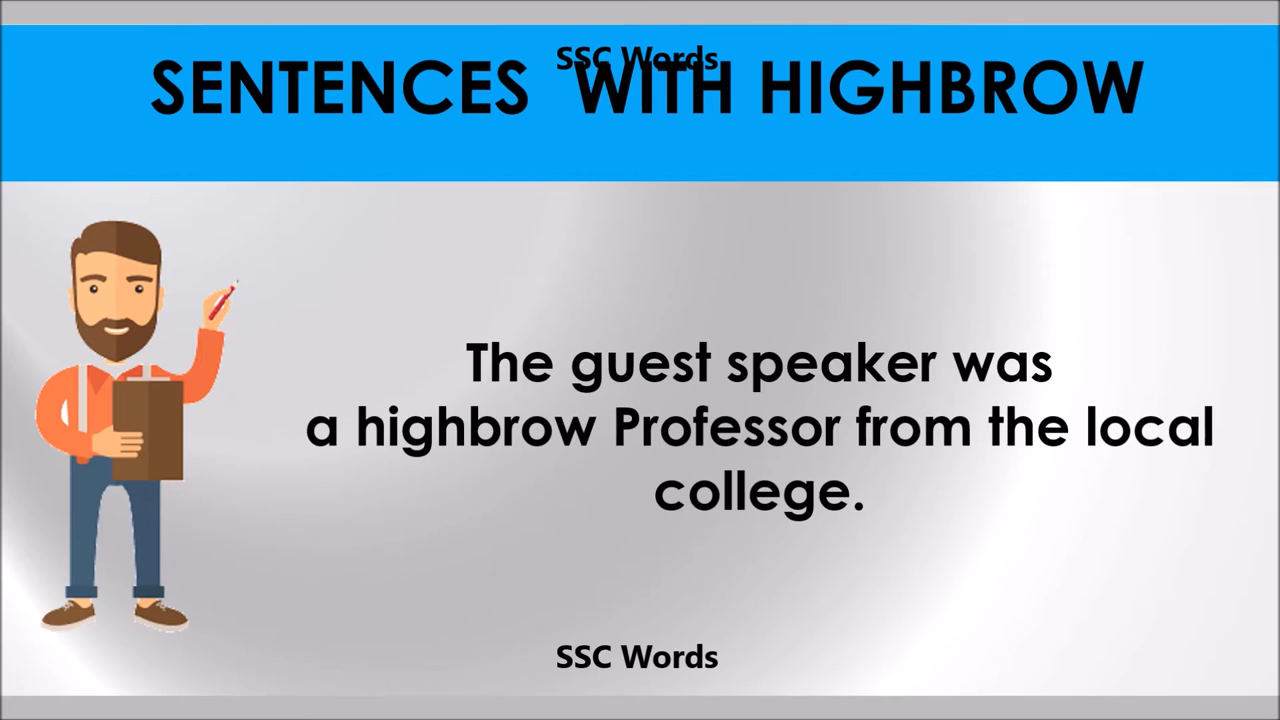 SSC Words
SENTENCES WITH HIGHBROW
The guest speaker was
a highbrow Professor from the local
college.
SSC Words